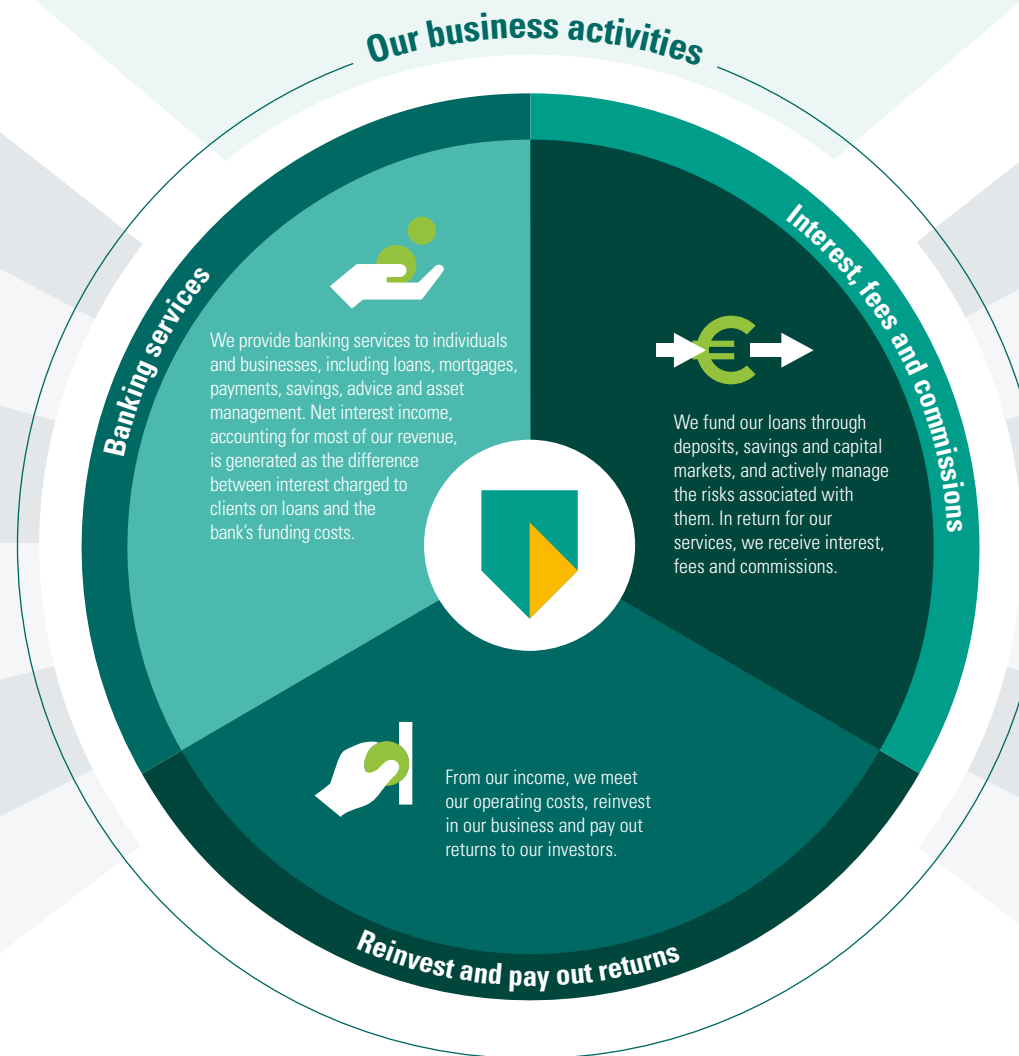 Our business activities
Banking services
We provide banking services to individuals
and businesses, including loans, mortgages,
payments, savings, advice and asset
management. Net interest income,
accounting for most of our revenue,
is generated as the difference
between interest charged to
clients on loans and the
bank's funding costs.
Interest, fees and commissions
€
We fund our loans through
deposits, savings and capital
markets, and actively manage
the risks associated with
them. In return for our
services, we receive interest,
fees and commissions.
From our income, we meet
our operating costs, reinvest
in our business and pay out
returns to our investors.
Reinvest and pay out returns